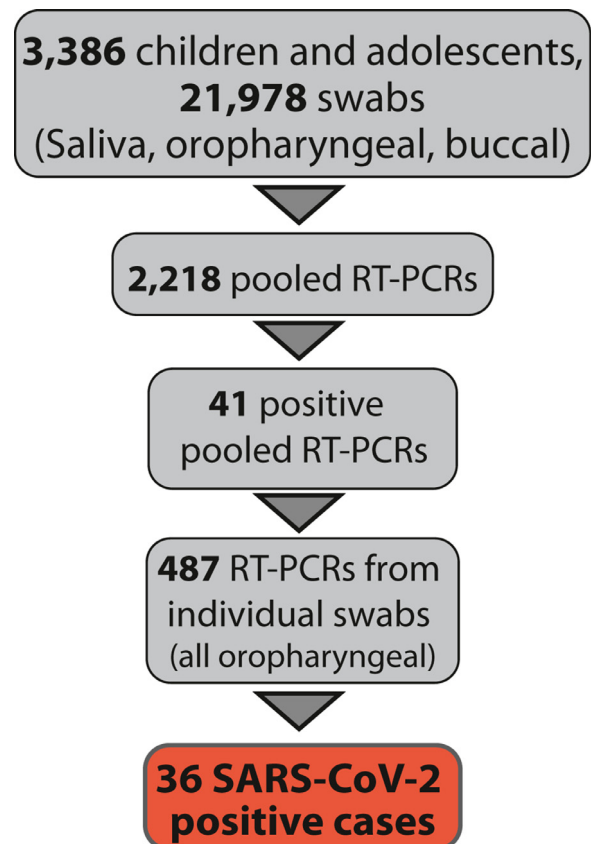 3,386 children and adolescents,
21,978 swabs
(Saliva, oropharyngeal, buccal)
2,218 pooled RT-PCRs
41 positive
pooled RT-PCRs
487 RT-PCRs from
individual swabs
(all oropharyngeal)
36 SARS-CoV-2
positive cases